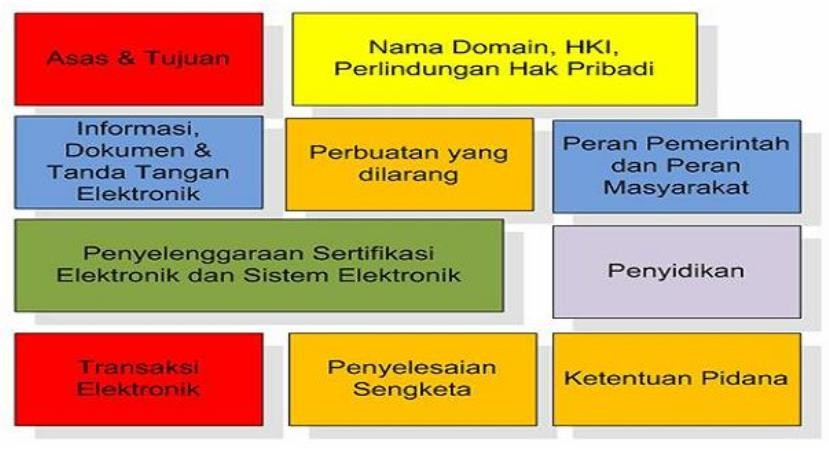 Asas & Tujuan
Nama Domain, HKI,
Perlindungan Hak Pribadi
Informasi,
Dokumen &
Tanda Tangan
Elektronik
Perbuatan yang
dilarang
Peran Pemerintah
dan Peran
Masyarakat
Penyelenggaraan Sertifikasi
Elektronik dan Sistem Elektronik
Penyidikan
Transaksi
Elektronik
Penyelesaian
Sengketa
Ketentuan Pidana